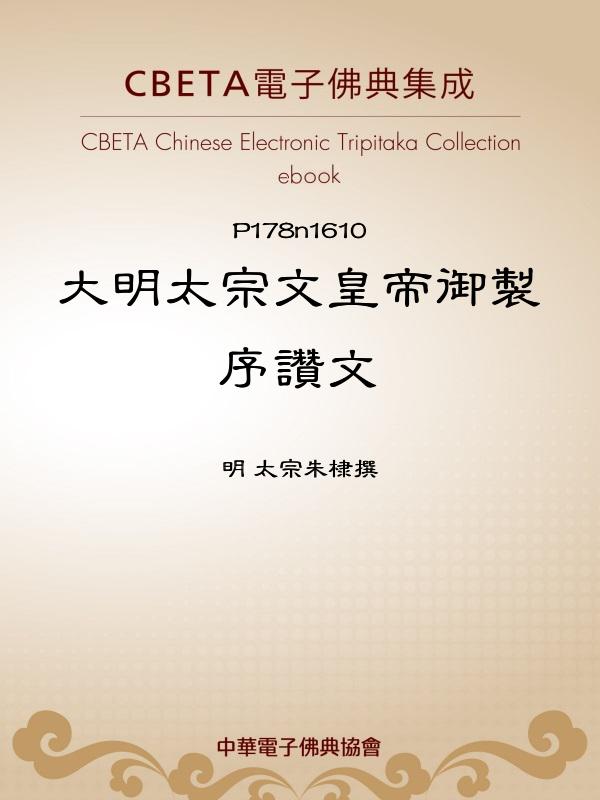 CBETA電子佛典集成
CBETA Chinese Electronic Tripitaka Collection
ebook
P178n1610
大明太宗文皇帝御製
序讚文
明 太宗朱棣撰
中華電子佛典協會